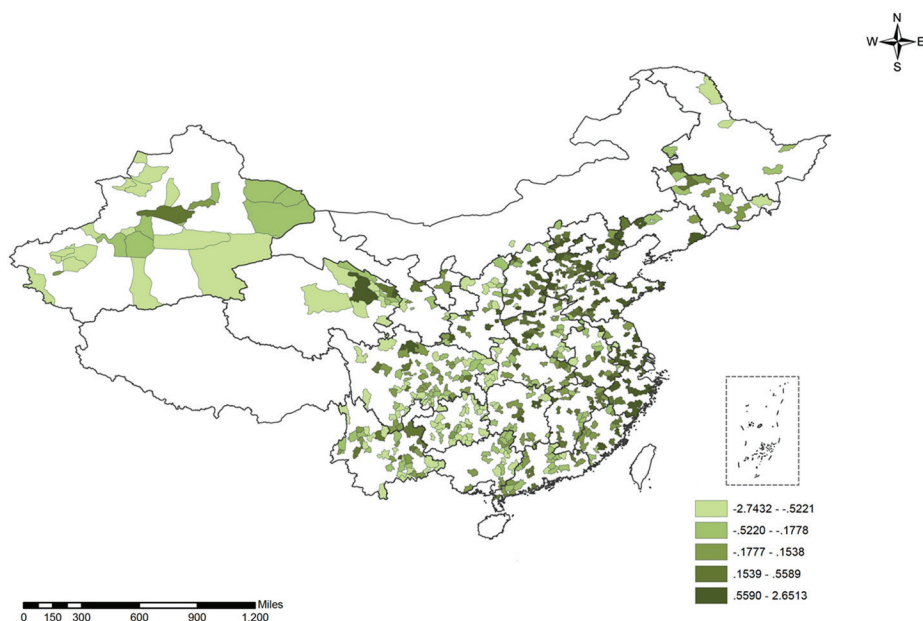 N
W E
S
-2.7432 - -.5221
-.5220 - -.1778
-.1777 - .1538
.1539 - .5589
.5590 - 2.6513
Miles
0 150 300 600 900 1.200